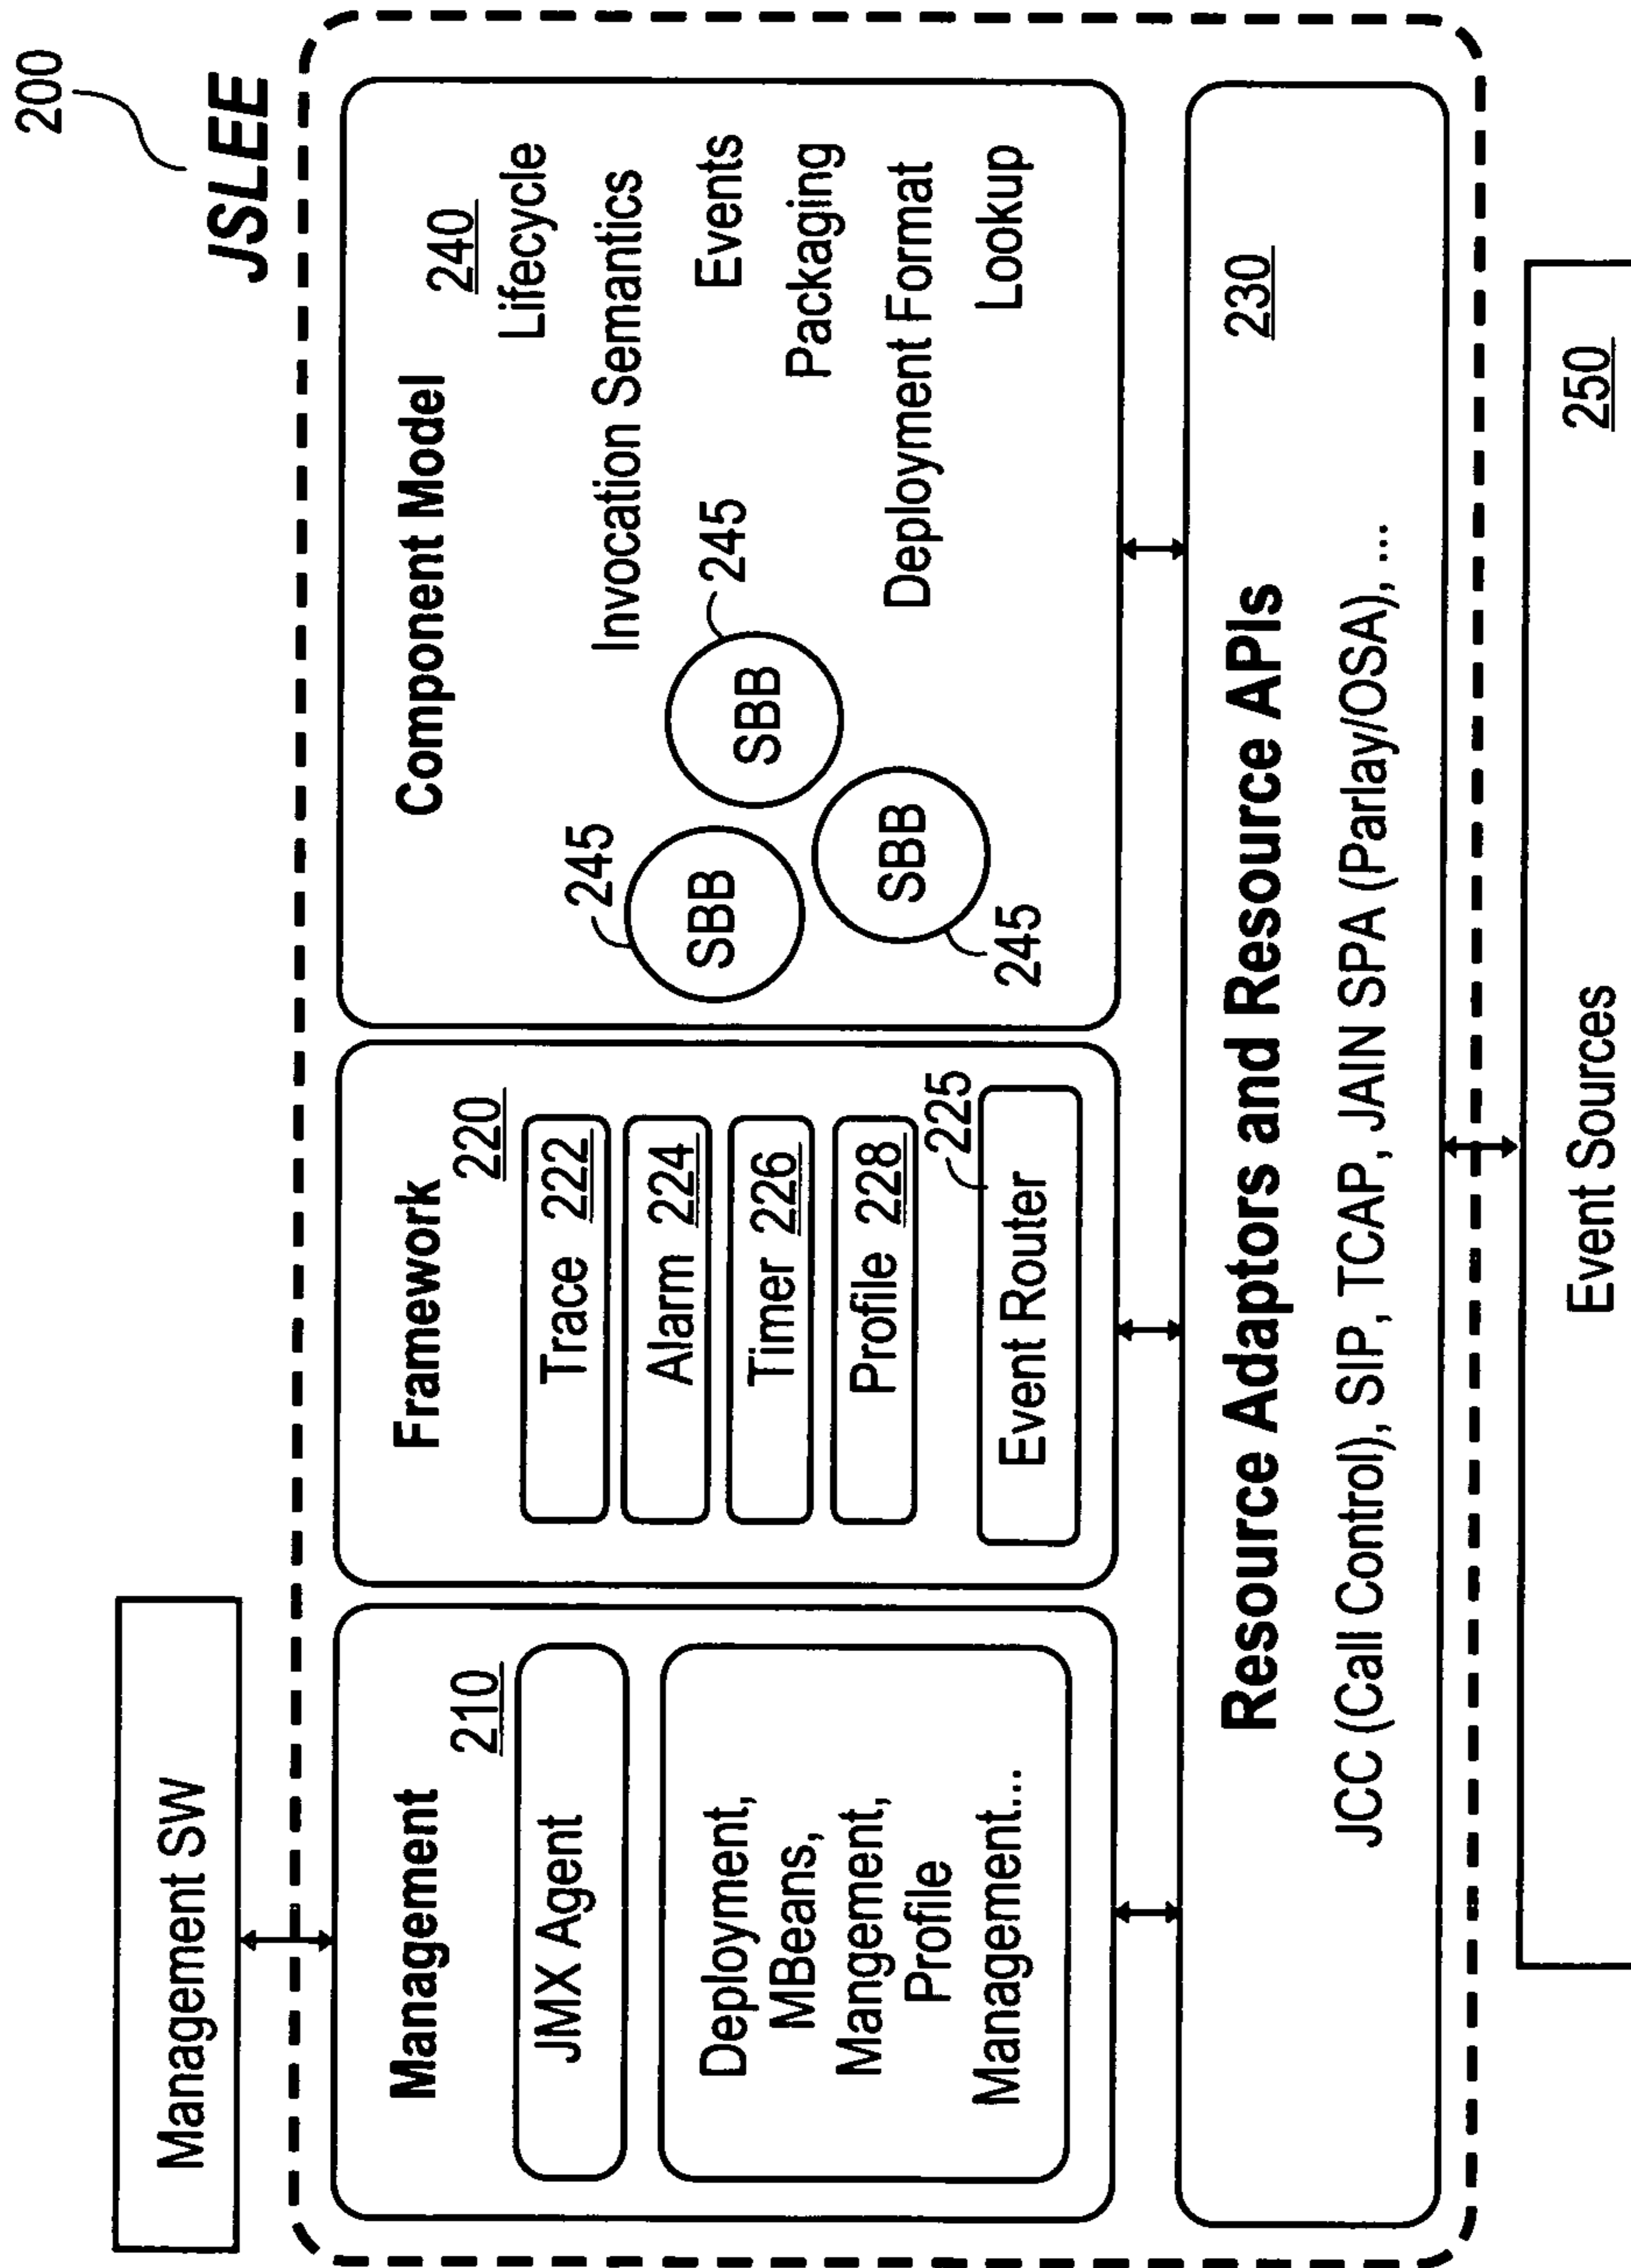 200
JSLEE
Management SW
Management
210
JMX Agent
Deployment,
MBeans,
Mangement,
Profile
Management...
Framework
220
Trace 222
Alarm 224
Timer 226
Profile 228
225
Event Router
Component Model
240
Lifecycle
Invocation Semantics
Events
Packaging
Deployment Format
Lookup
245
SBB
245
SBB
SBB
245
Resource Adaptors and Resource APIs
230
JCC (Call Control), SIP, TCAP, JAIN SPA (Parlay/OSA), ...
Event Sources
250